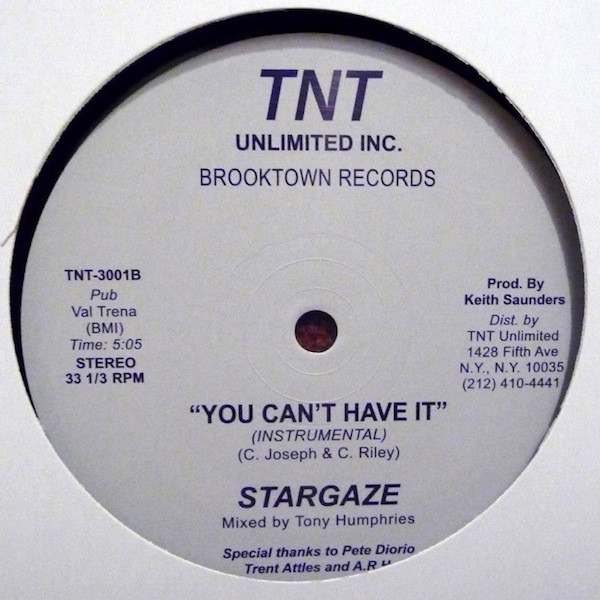 TNT
UNLIMITED INC.
BROOKTOWN RECORDS
TNT-3001B
Pub
Val Trena
(BMI)
Time: 5:05
STEREO
33 1/3 RPM
Prod. By
Keith Saunders
Dist. by
TNT Unlimited
1428 Fifth Ave
N.Y., N.Y. 10035
(212) 410-4441
“YOU CAN’T HAVE IT”
(INSTRUMENTAL)
(C. Joseph & C. Riley)
STARGAZE
Mixed by Tony Humphries
Special thanks to Pete Diorio
Trent Attles and